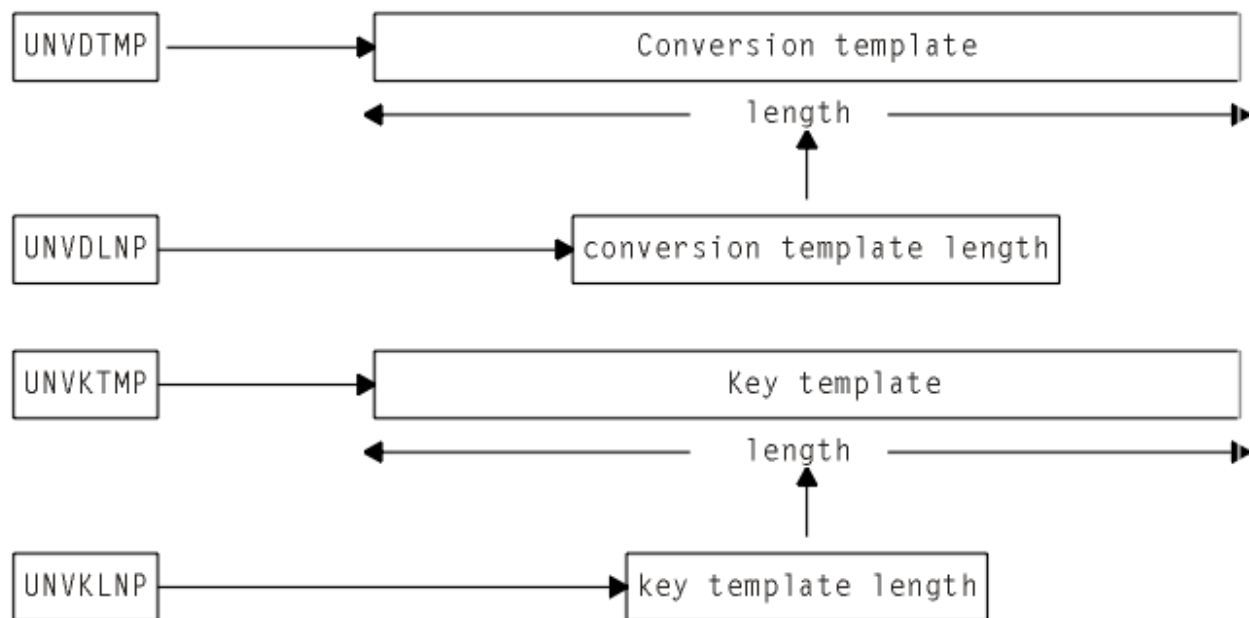 UNVDTMP Conversion template
length
UNVDLNP conversion template length
UNVKTMP Key template
length
UNVKLNP key template length